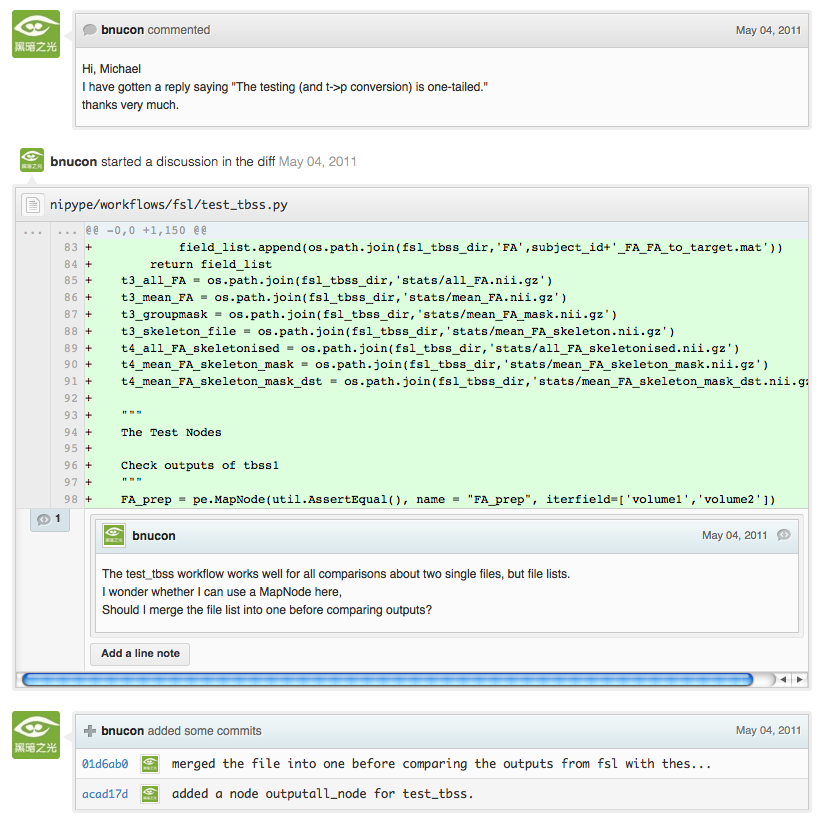 黑暗之光
bnucon commented May 04, 2011
Hi, Michael
I have gotten a reply saying "The testing (and t->p conversion) is one-tailed."
thanks very much.
bnucon started a discussion in the diff May 04, 2011
nipype/workflows/fsl/test_tbss.py
... ... @@ -0,0 +1,150 @@
83 + field_list.append(os.path.join(fsl_tbss_dir,'FA',subject_id+'_FA_FA_to_target.mat'))
84 + return field_list
85 + t3_all_FA = os.path.join(fsl_tbss_dir,'stats/all_FA.nii.gz')
86 + t3_mean_FA = os.path.join(fsl_tbss_dir,'stats/mean_FA.nii.gz')
87 + t3_groupmask = os.path.join(fsl_tbss_dir,'stats/mean_FA_mask.nii.gz')
88 + t3_skeleton_file = os.path.join(fsl_tbss_dir,'stats/mean_FA_skeleton.nii.gz')
89 + t4_all_FA_skeletonised = os.path.join(fsl_tbss_dir,'stats/all_FA_skeletonised.nii.gz')
90 + t4_mean_FA_skeleton_mask = os.path.join(fsl_tbss_dir,'stats/mean_FA_skeleton_mask.nii.gz')
91 + t4_mean_FA_skeleton_mask_dst = os.path.join(fsl_tbss_dir,'stats/mean_FA_skeleton_mask_dst.nii.gz
92 +
93 + """
94 + The Test Nodes
95 +
96 + Check outputs of tbss1
97 + """
98 + FA_prep = pe.MapNode(util.AssertEqual(), name = "FA_prep", iterfield=['volume1','volume2'])
1
bnucon May 04, 2011
The test_tbss workflow works well for all comparisons about two single files, but file lists.
I wonder whether I can use a MapNode here,
Should I merge the file list into one before comparing outputs?
Add a line note
黑暗之光
bnucon added some commits May 04, 2011
01d6ab0 merged the file into one before comparing the outputs from fsl with thes...
acad17d added a node outputall_node for test_tbss.